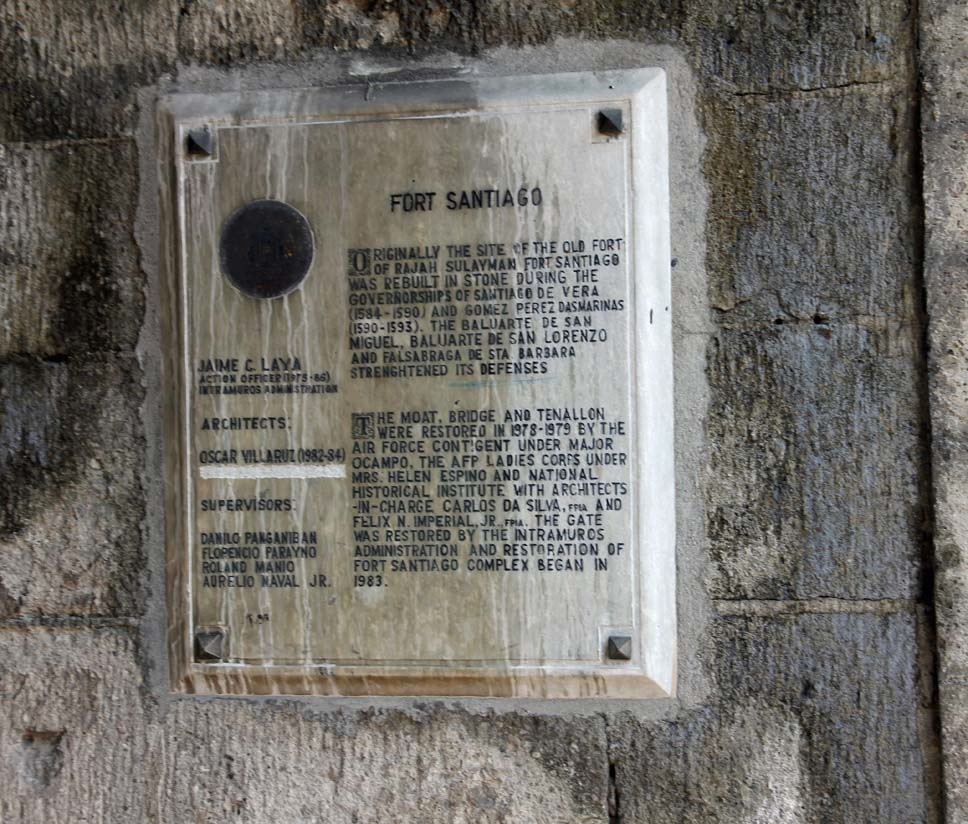 FORT SANTIAGO
ORIGINALLY THE SITE OF THE OLD FORT
OF RAJAH SULAYMAN FORT SANTIAGO
WAS REBUILT IN STONE DURING THE
GOVERNORSHIPS OF SANTIAGO DE VERA
(1584-1590) AND GOMEZ PEREZ DASMARINAS
(1590-1593). THE BALUARTE DE SAN
MIGUEL, BALUARTE DE SAN LORENZO
AND FALSABRAGA DE STA. BARBARA
STRENGHTENED ITS DEFENSES
THE MOAT, BRIDGE AND TENALLON
WERE RESTORED IN 1978-1979 BY THE
AIR FORCE CONTIGENT UNDER MAJOR
OCAMPO, THE AFP LADIES CORPS UNDER
MRS. HELEN ESPINO AND NATIONAL
HISTORICAL INSTITUTE WITH ARCHITECTS
-IN-CHARGE CARLOS DA SILVA, FPIA AND
FELIX N. IMPERIAL, JR., FPIA. THE GATE
WAS RESTORED BY THE INTRAMUROS
ADMINISTRATION AND RESTORATION OF
FORT SANTIAGO COMPLEX BEGAN IN
1983.
JAIME C. LAYA
ACTION OFFICER (1979-86)
INTRAMUROS ADMINISTRATION
ARCHITECTS:
OSCAR VILLARUZ (1982-84)
SUPERVISORS:
DANILO PANGANIBAN
FLOPENCIO PARAYNO
ROLAND MANIO
AURELIO NAVAL JR.